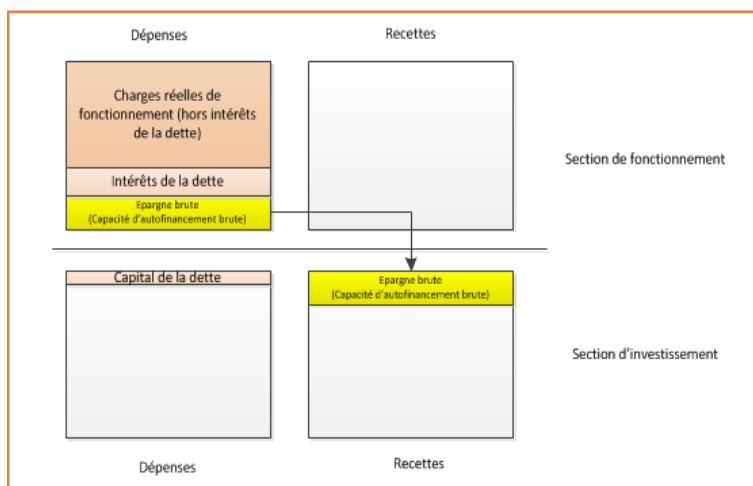 Dépenses
Recettes
Charges réelles de
fonctionnement (hors intérêts
de la dette)
Intérêts de la dette
Epargne brute
(Capacité d'autofinancement brute)
Section de fonctionnement
Capital de la dette
Epargne brute
(Capacité d'autofinancement brute)
Section d'investissement
Dépenses
Recettes